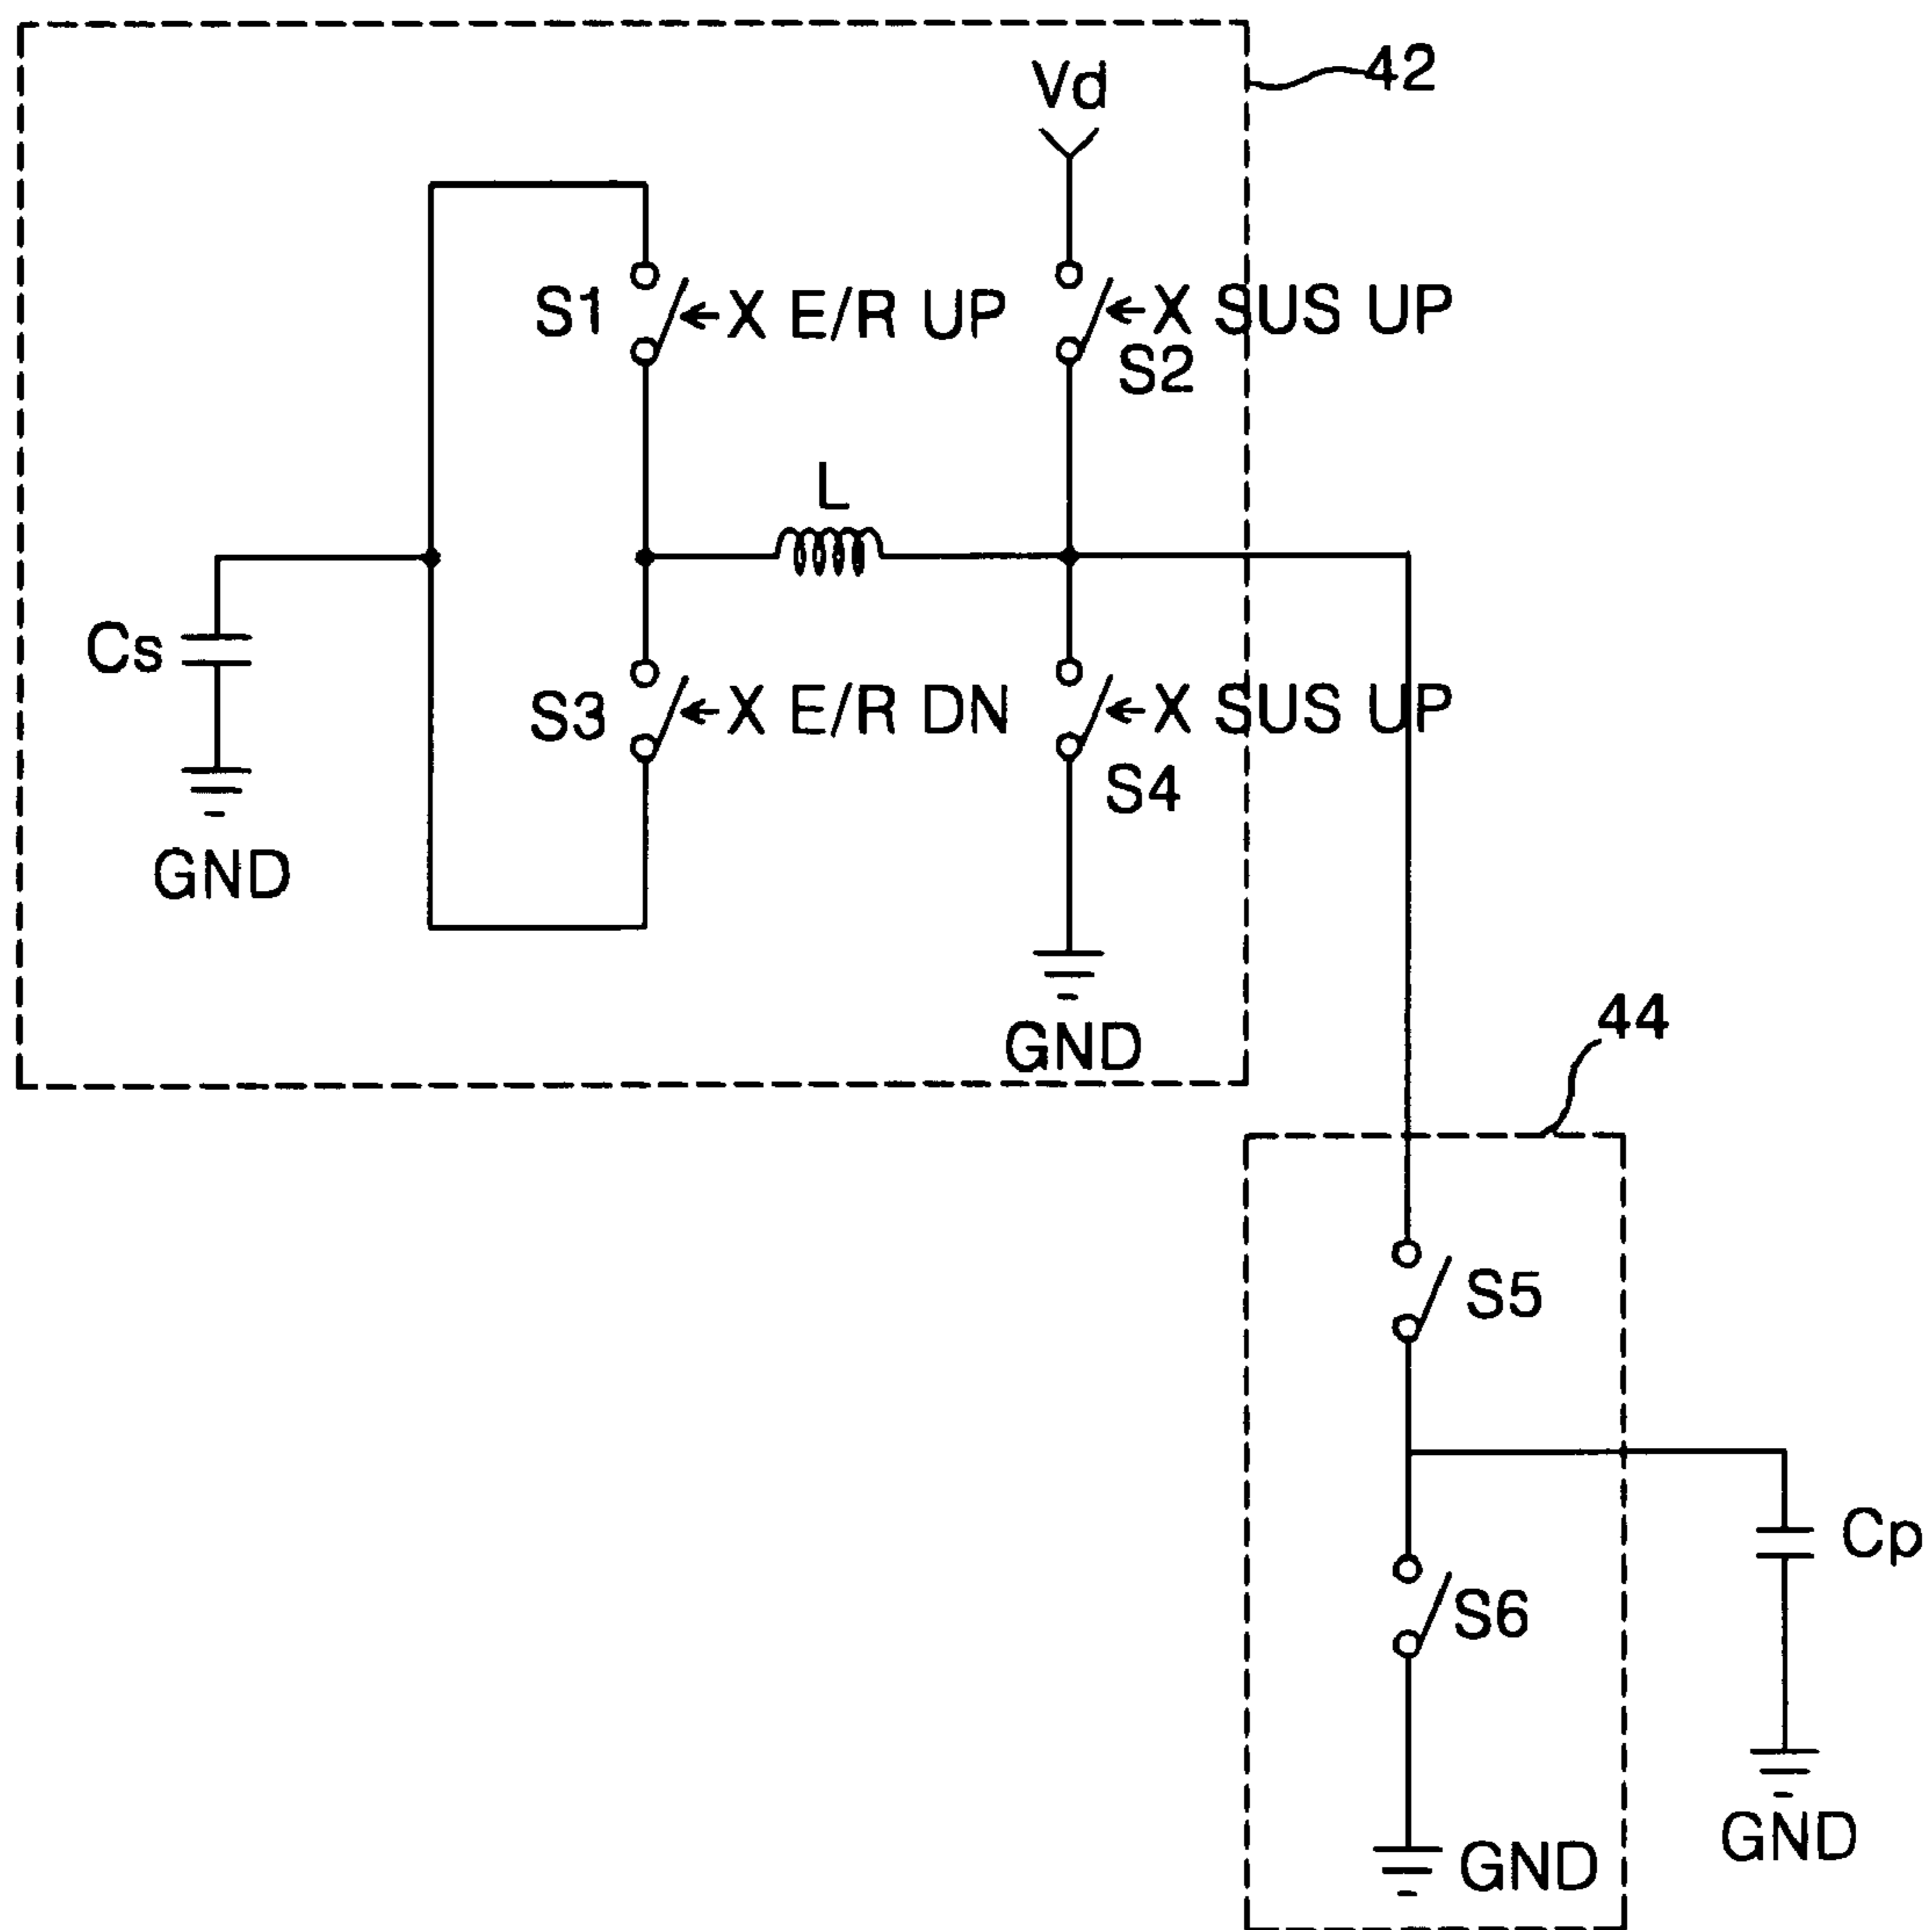 42
Vd
S1
X E/R UP
X SUS UP
S2
L
Cs
S3
X E/R DN
X SUS UP
S4
GND
GND
44
S5
Cp
S6
GND
GND